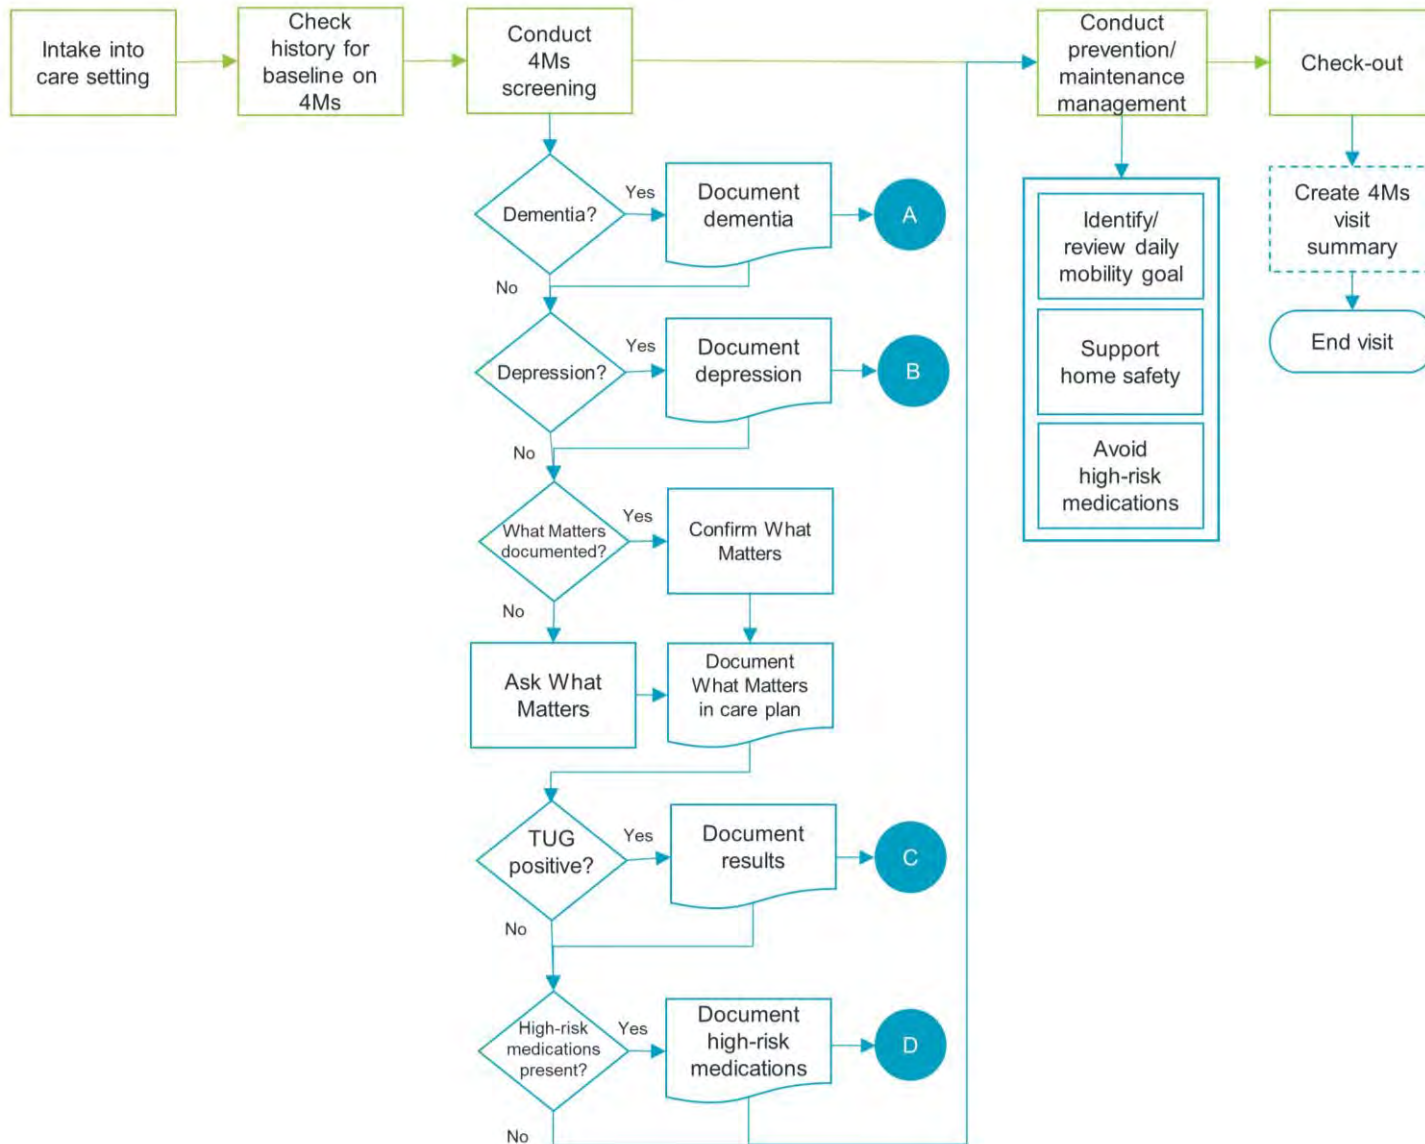 Intake into
care setting
Check
history for
baseline on
4Ms
Conduct
4Ms
screening
Conduct
prevention/
maintenance
management
Check-out
Dementia?
Yes
Document
dementia
A
No
Depression?
Yes
Document
depression
B
No
What Matters
documented?
Yes
Confirm What
Matters
No
Ask What
Matters
Document
What Matters
in care plan
TUG
positive?
Yes
Document
results
C
No
High-risk
medications
present?
Yes
Document
high-risk
medications
D
No
Identify/
review daily
mobility goal
Support
home safety
Avoid
high-risk
medications
Create 4Ms
visit
summary
End visit